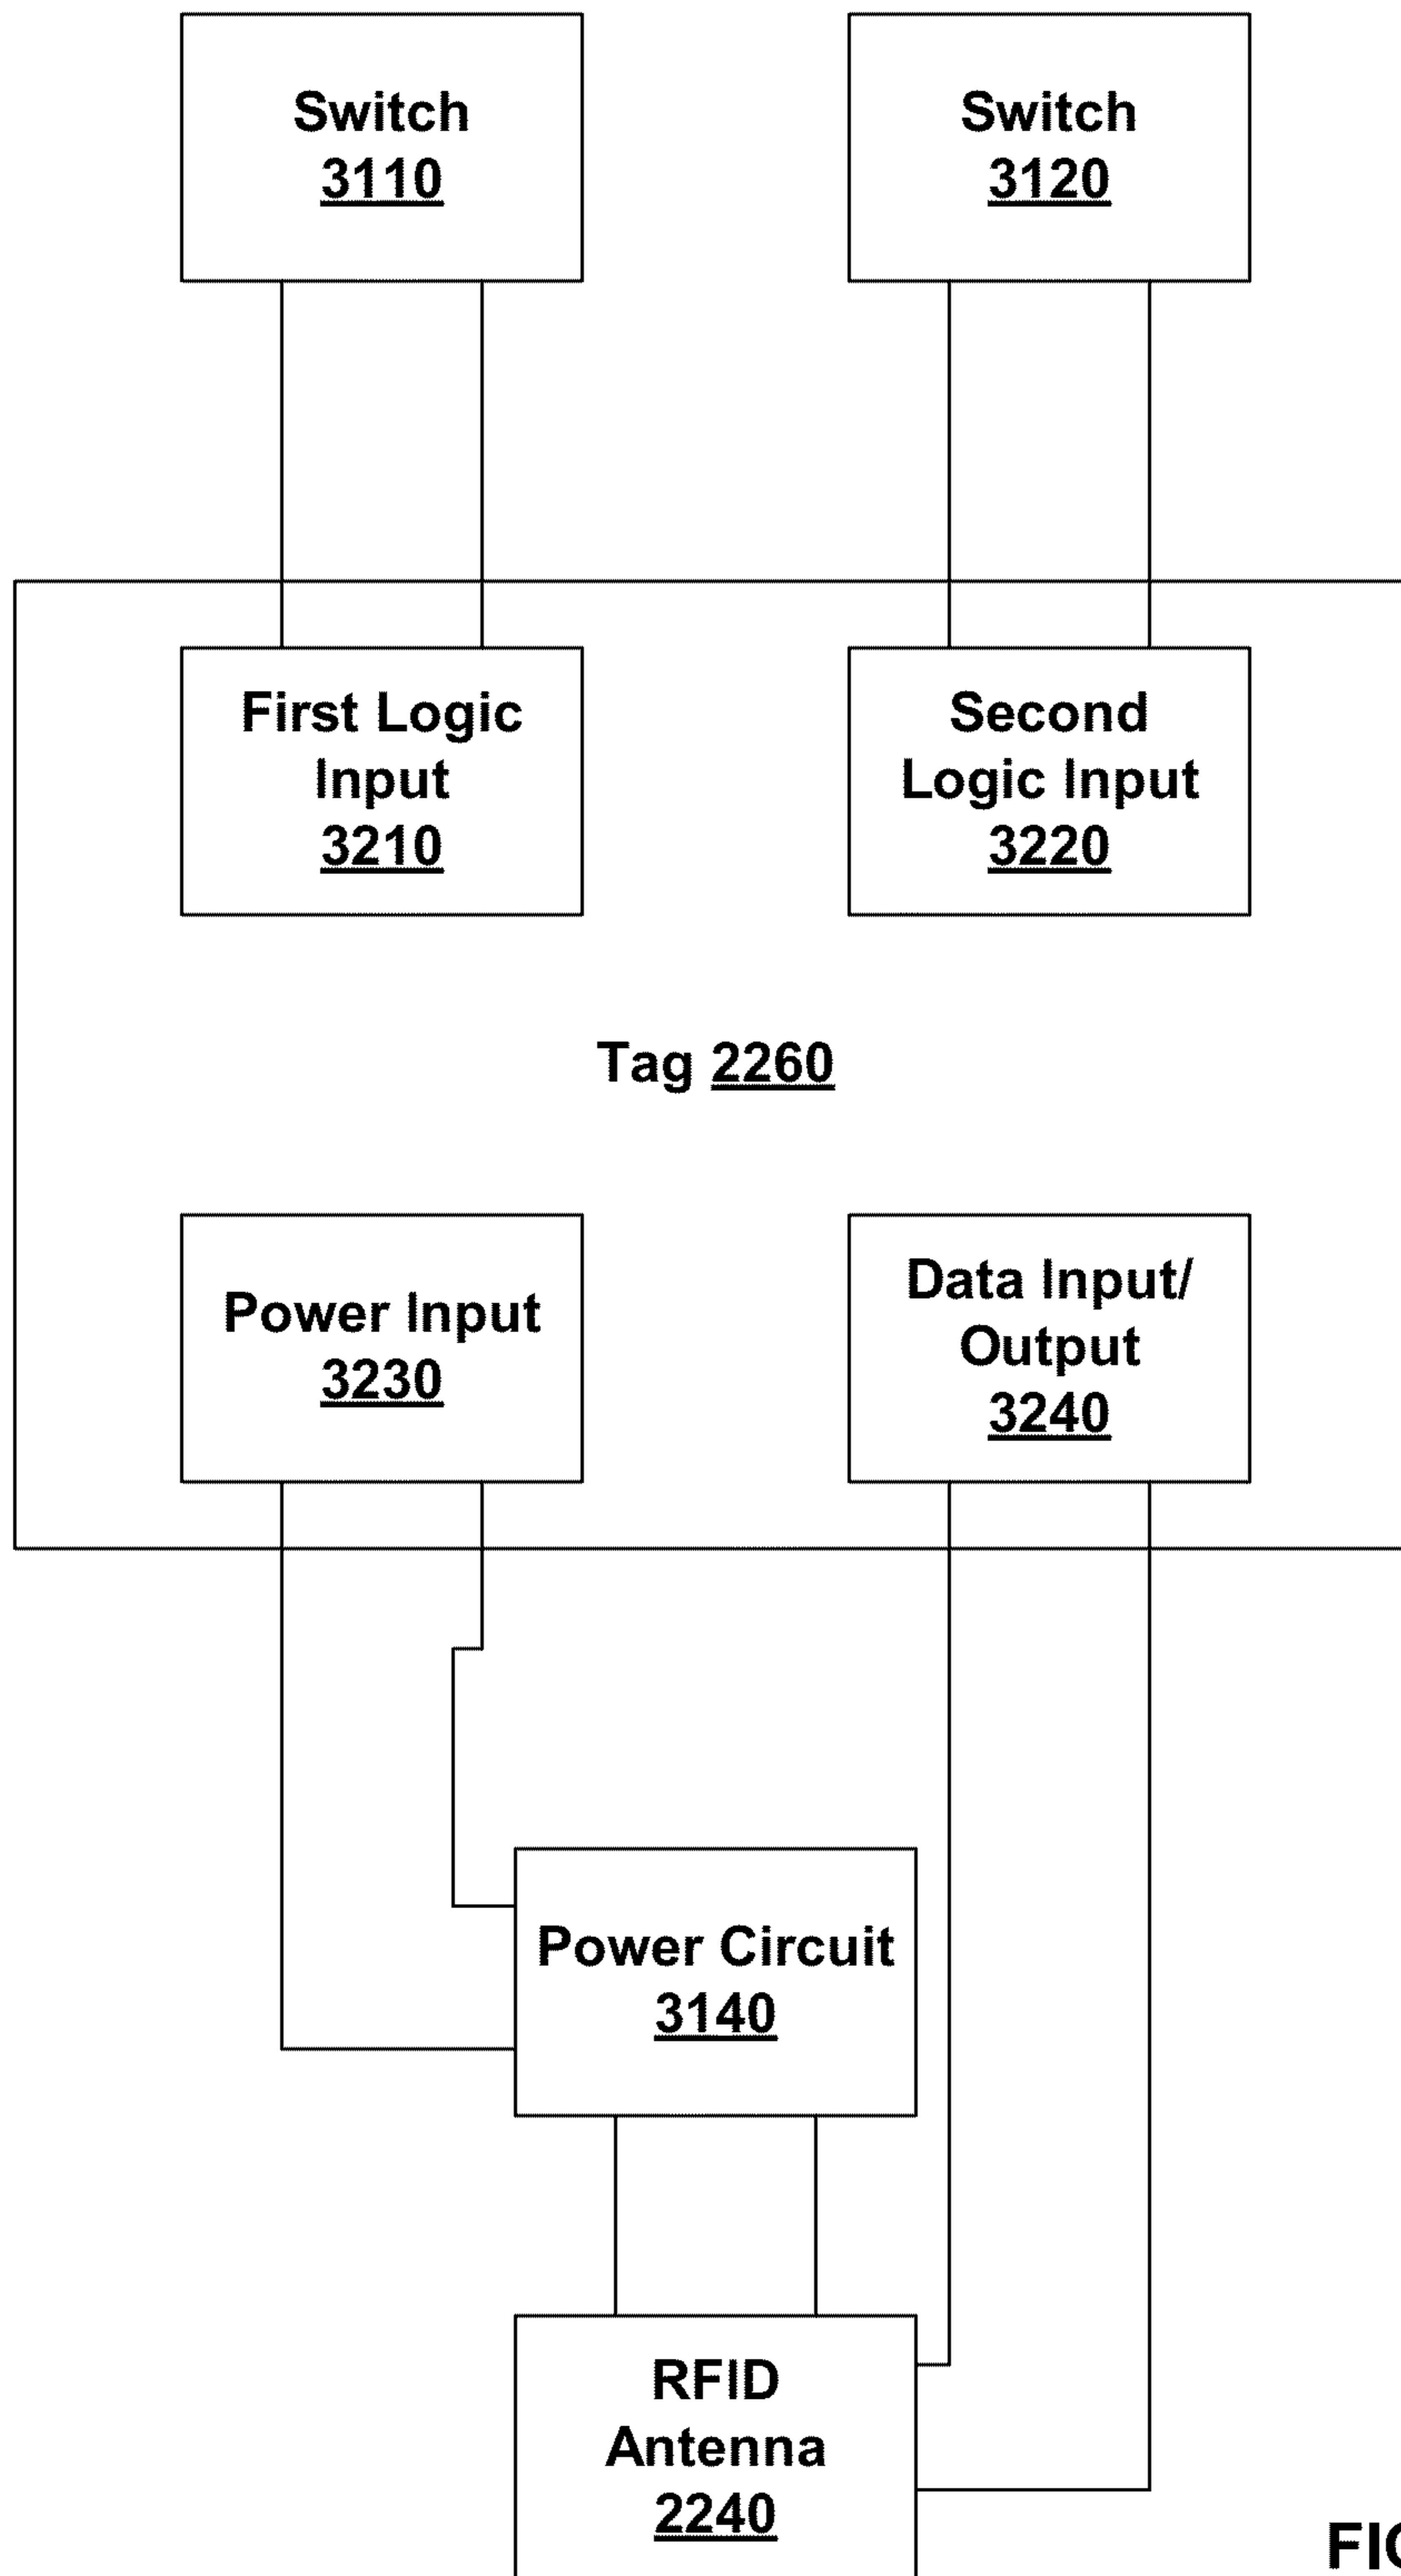 Switch
3110
Switch
3120
First Logic
Input
3210
Second
Logic Input
3220
Tag 2260
Power Input
3230
Data Input/
Output
3240
Power Circuit
3140
RFID
Antenna
2240